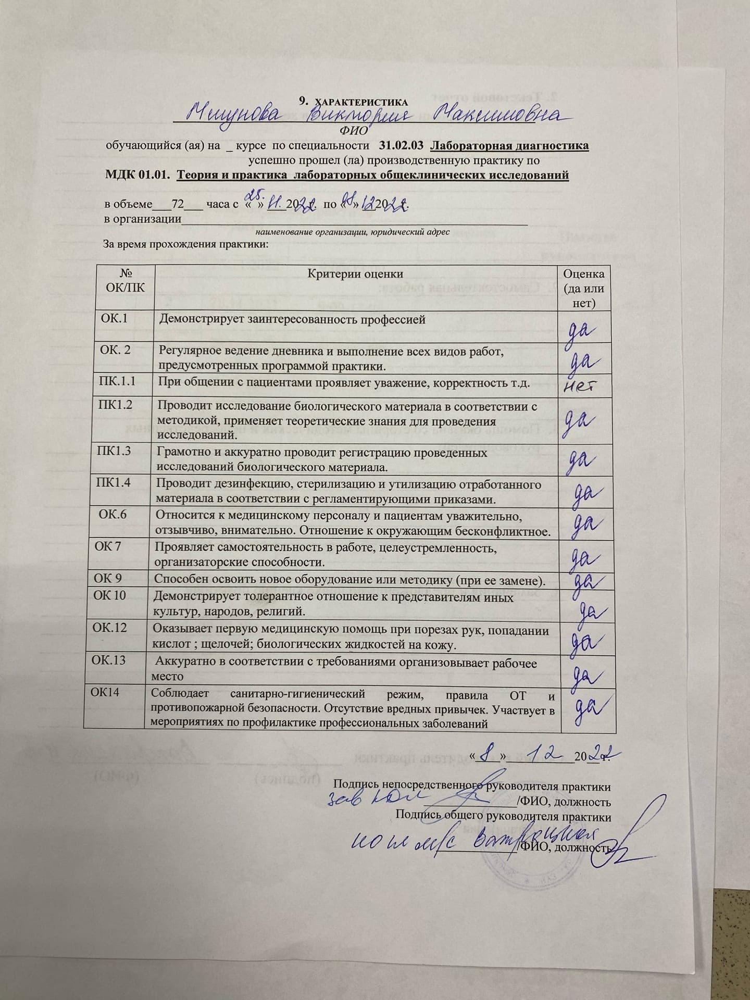 9. ХАРАКТЕРИСТИКА
Мишунова Виктория Максимовна
ФИО
обучающийся (ая) на _ курсе по специальности 31.02.03 Лабораторная диагностика
успешно прошел (ла) производственную практику по
МДК 01.01. Теория и практика лабораторных общеклинических исследований
в объеме___72___ часа с «25.» 11. 2022 г. по «08» 12 2022 г.
в организации
наименование организации, юридический адрес
За время прохождения практики:
№ ОК/ПК Критерии оценки Оценка (да или нет)
ОК.1 Демонстрирует заинтересованность профессией да
ОК. 2 Регулярное ведение дневника и выполнение всех видов работ,
предусмотренных программой практики. да
ПК.1.1 При общении с пациентами проявляет уважение, корректность т.д. нет
ПК1.2 Проводит исследование биологического материала в соответствии с
методикой, применяет теоретические знания для проведения
исследований. да
ПК1.3 Грамотно и аккуратно проводит регистрацию проведенных
исследований биологического материала. да
ПК1.4 Проводит дезинфекцию, стерилизацию и утилизацию отработанного
материала в соответствии с регламентирующими приказами. да
ОК.6 Относится к медицинскому персоналу и пациентам уважительно,
отзывчиво, внимательно. Отношение к окружающим бесконфликтное. да
ОК 7 Проявляет самостоятельность в работе, целеустремленность,
организаторские способности. да
ОК 9 Способен освоить новое оборудование или методику (при ее замене). да
ОК 10 Демонстрирует толерантное отношение к представителям иных
культур, народов, религий. да
ОК.12 Оказывает первую медицинскую помощь при порезах рук, попадании
кислот ; щелочей; биологических жидкостей на кожу. да
ОК.13 Аккуратно в соответствии с требованиями организовывает рабочее
место да
ОК14 Соблюдает санитарно-гигиенический режим, правила ОТ и
противопожарной безопасности. Отсутствие вредных привычек. Участвует в
мероприятиях по профилактике профессиональных заболеваний да
«8» 12 2022 г.
Подпись непосредственного руководителя практики
зав /ФИО, должность
Подпись общего руководителя практики
м/с /ФИО, должность